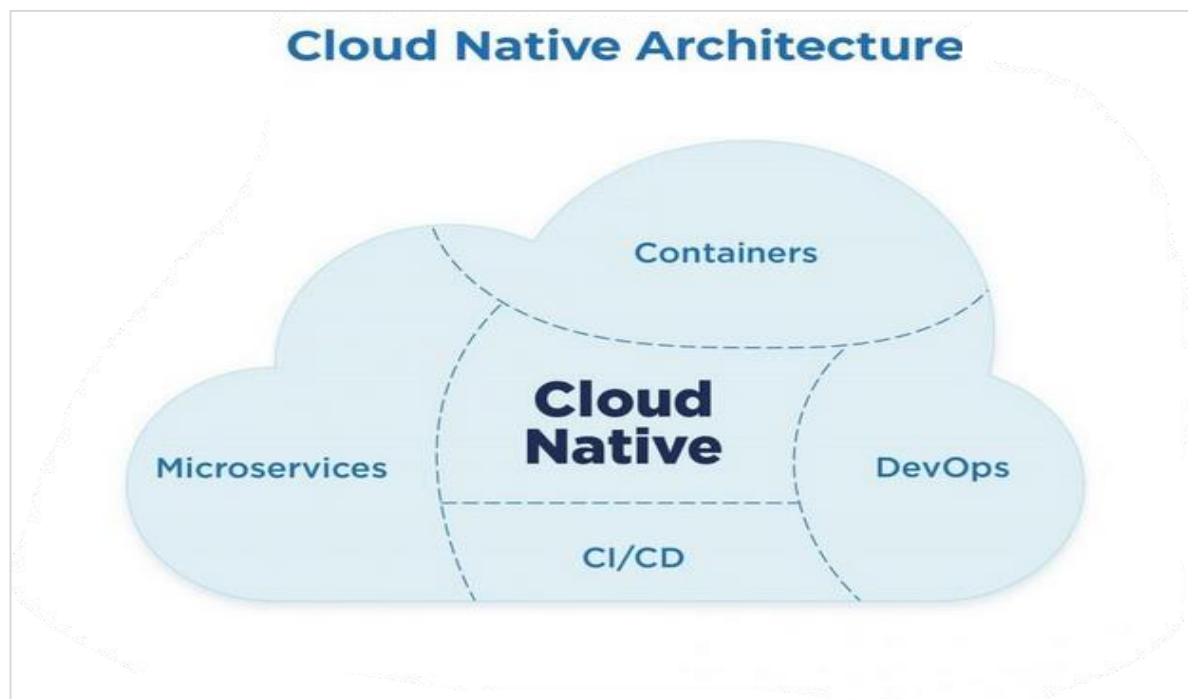 Cloud Native Architecture
Containers
Cloud
Native
Microservices
DevOps
CI/CD